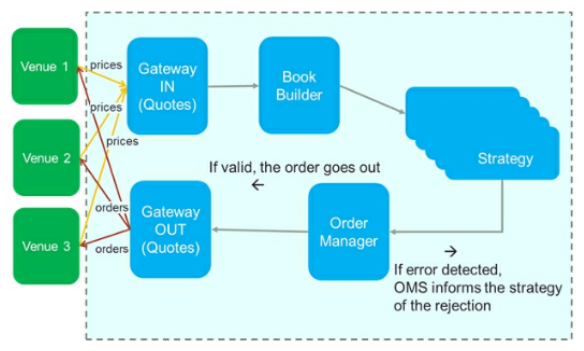 Venue 1
Venue 2
Venue 3
prices
prices
prices
Gateway
IN
(Quotes)
Book
Builder
Strategy
If valid, the order goes out
←
orders
orders
Gateway
OUT
(Quotes)
Order
Manager
→
If error detected,
OMS informs the strategy
of the rejection